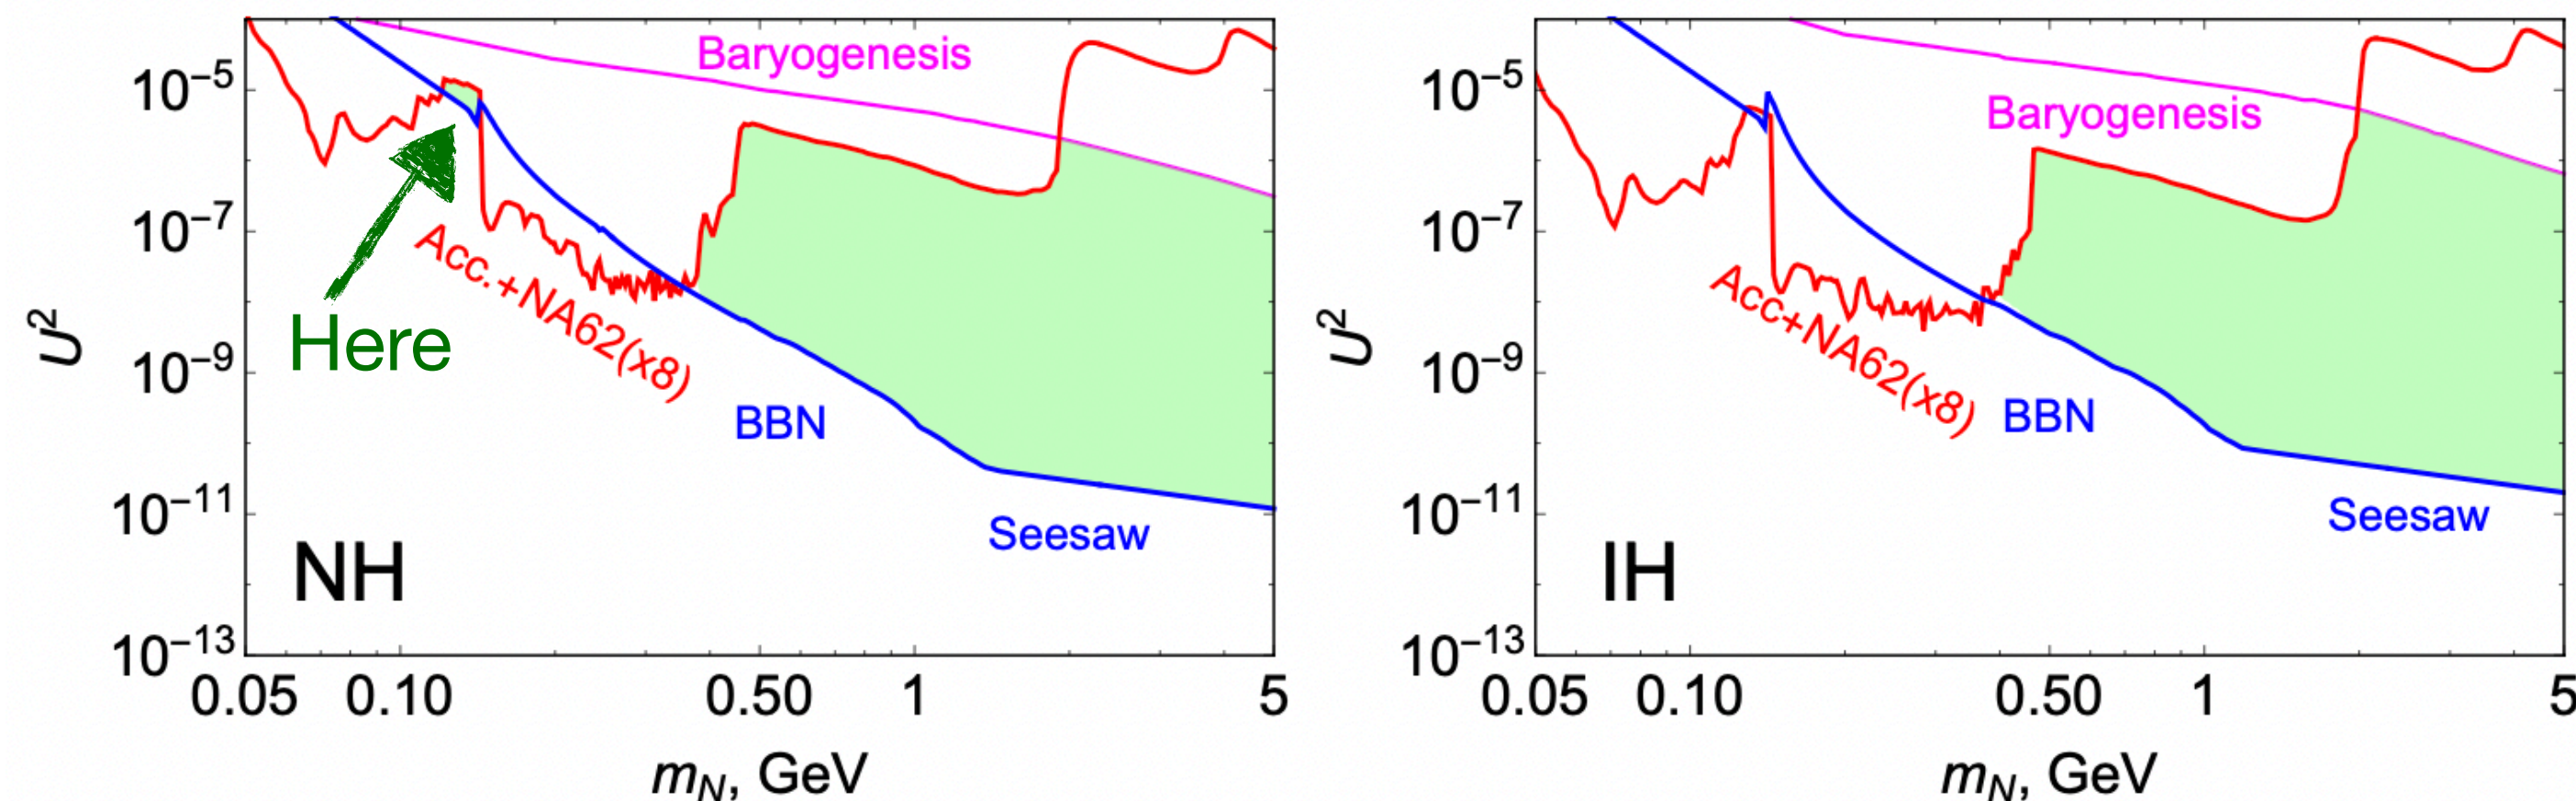 Baryogenesis
10⁻⁵
10⁻⁷
10⁻⁹
10⁻¹¹
10⁻¹³
U²
Here
Acc.+NA62(x8)
BBN
Seesaw
NH
0.05 0.10 0.50 1 5
m_N, GeV
Baryogenesis
10⁻⁵
10⁻⁷
10⁻⁹
10⁻¹¹
10⁻¹³
U²
Acc+NA62(x8)
BBN
Seesaw
IH
0.05 0.10 0.50 1 5
m_N, GeV